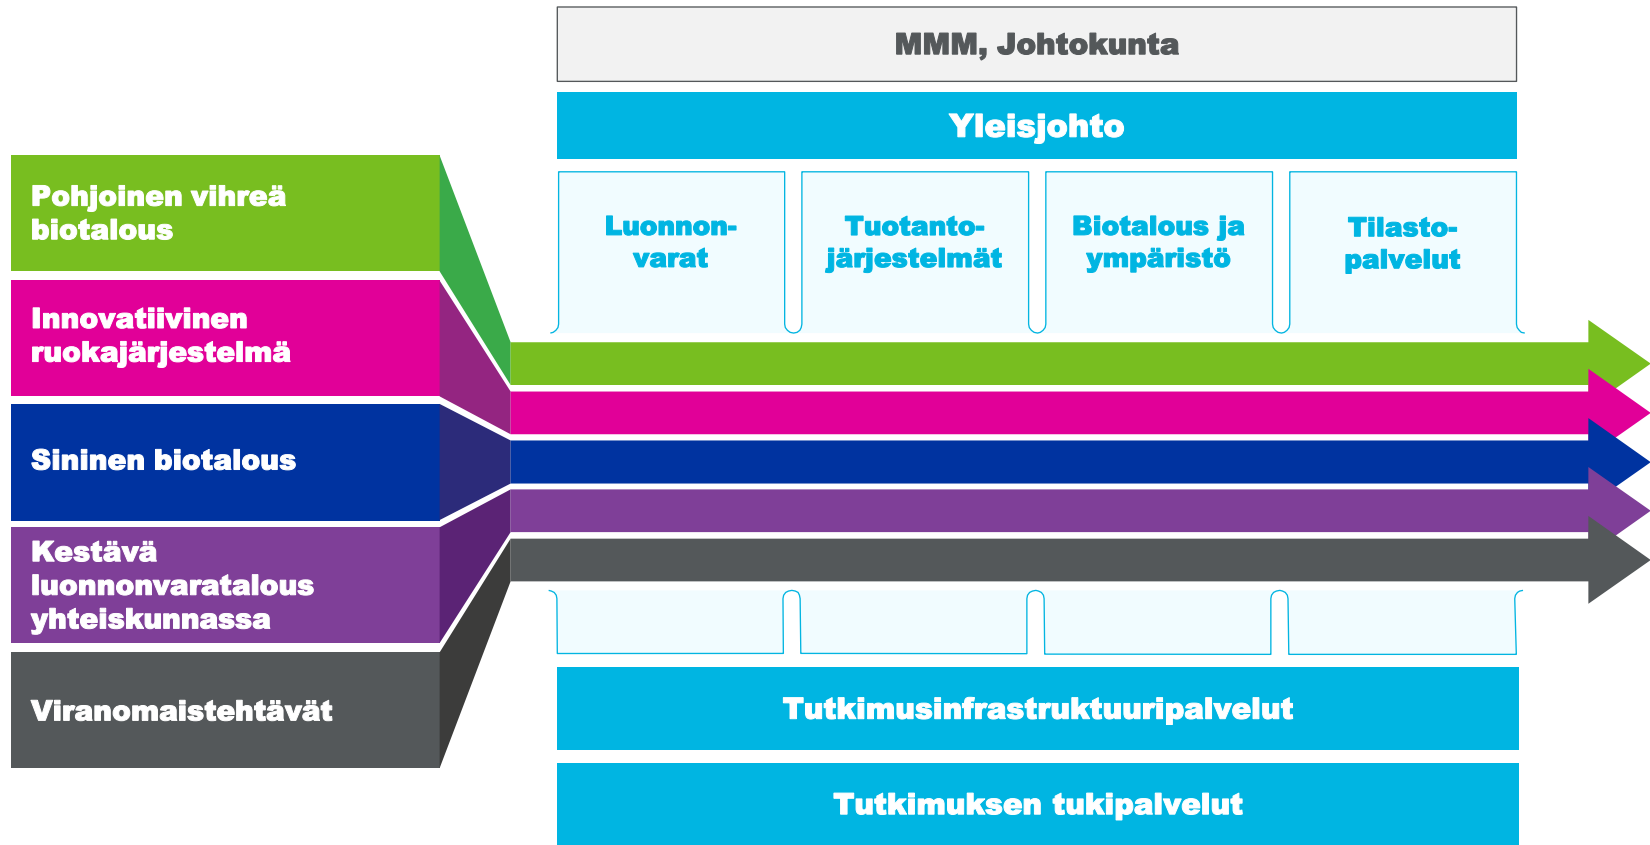 MMM, Johtokunta
Yleisjohto
Pohjoinen vihreä
biotalous
Innovatiivinen
ruokajärjestelmä
Sininen biotalous
Kestävä
luonnonvaratalous
yhteiskunnassa
Viranomaistehtävät
Luonnon-
varat
Tuotanto-
järjestelmät
Biotalous ja
ympäristö
Tilasto-
palvelut
Tutkimusinfrastruktuuripalvelut
Tutkimuksen tukipalvelut